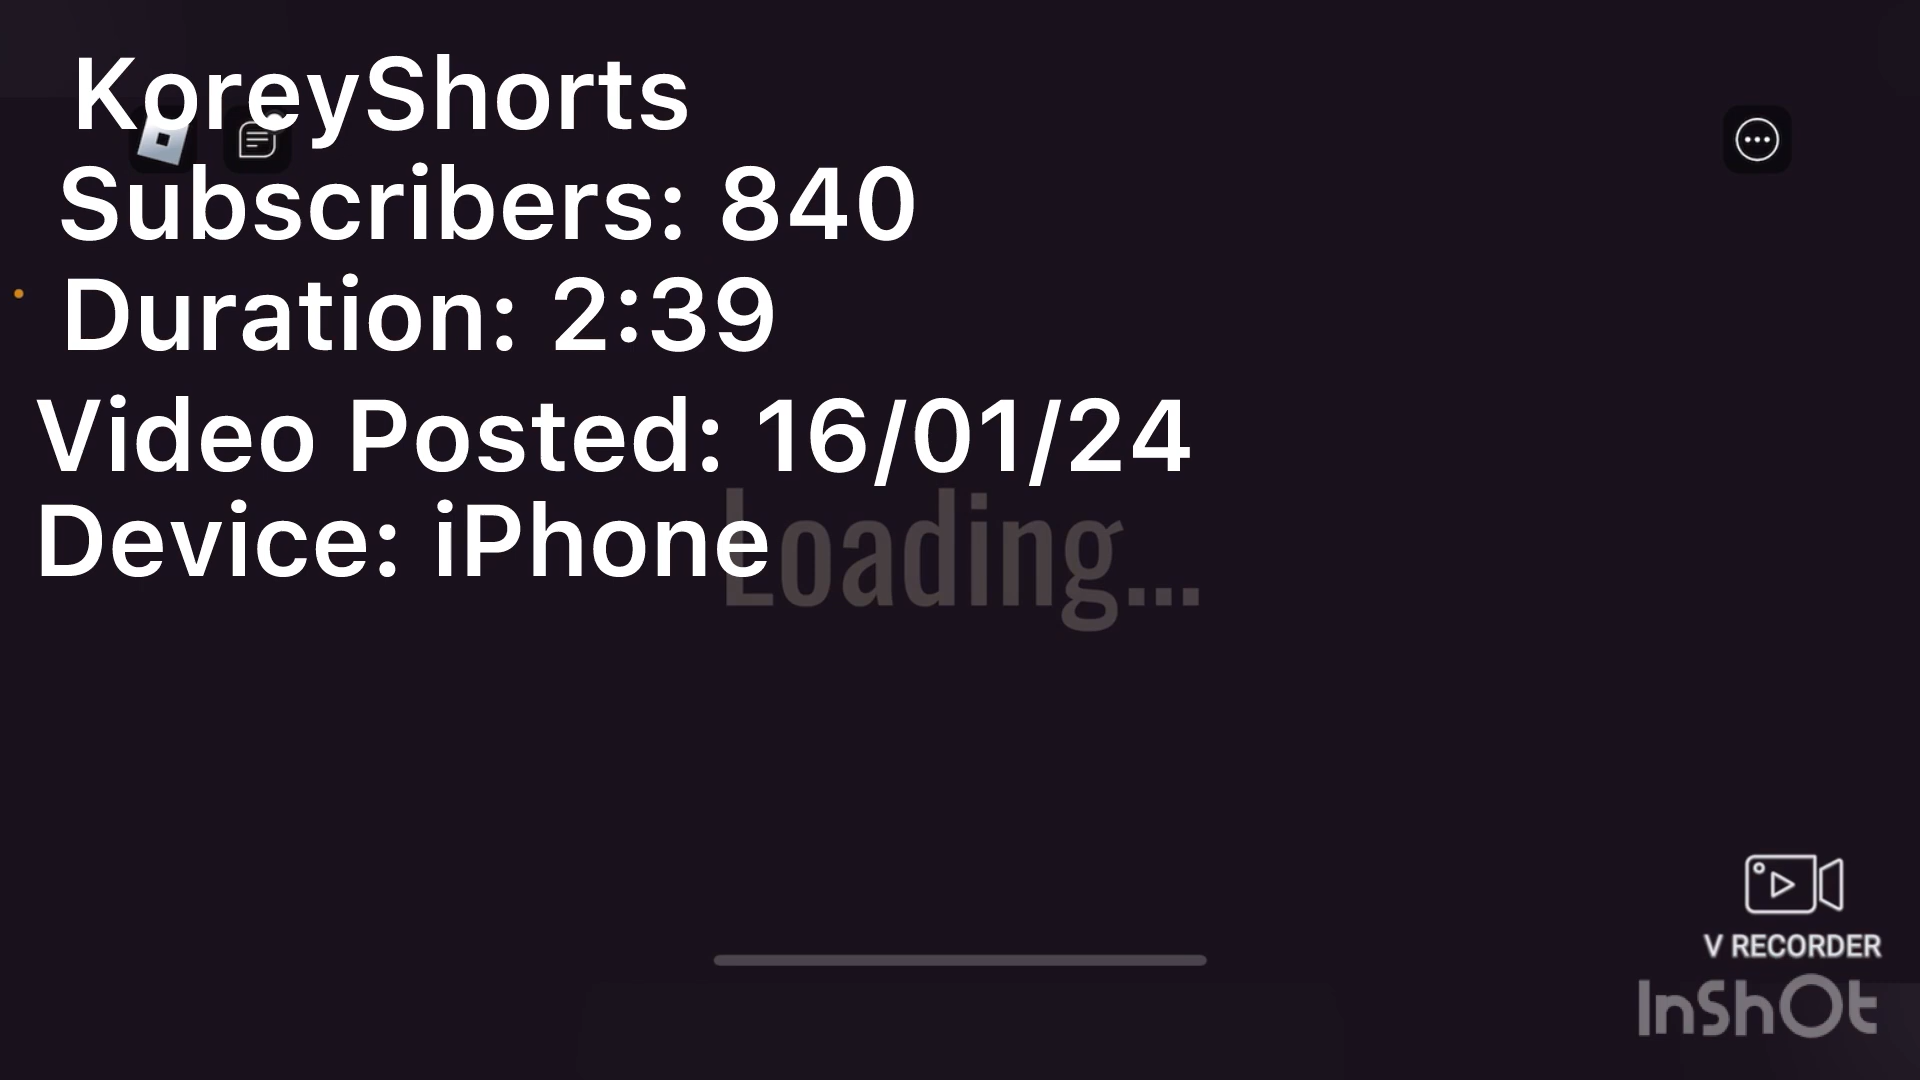 KoreyShorts
Subscribers: 840
Duration: 2:39
Video Posted: 16/01/24
Device: iPhone
Loading...
V RECORDER
InShOt